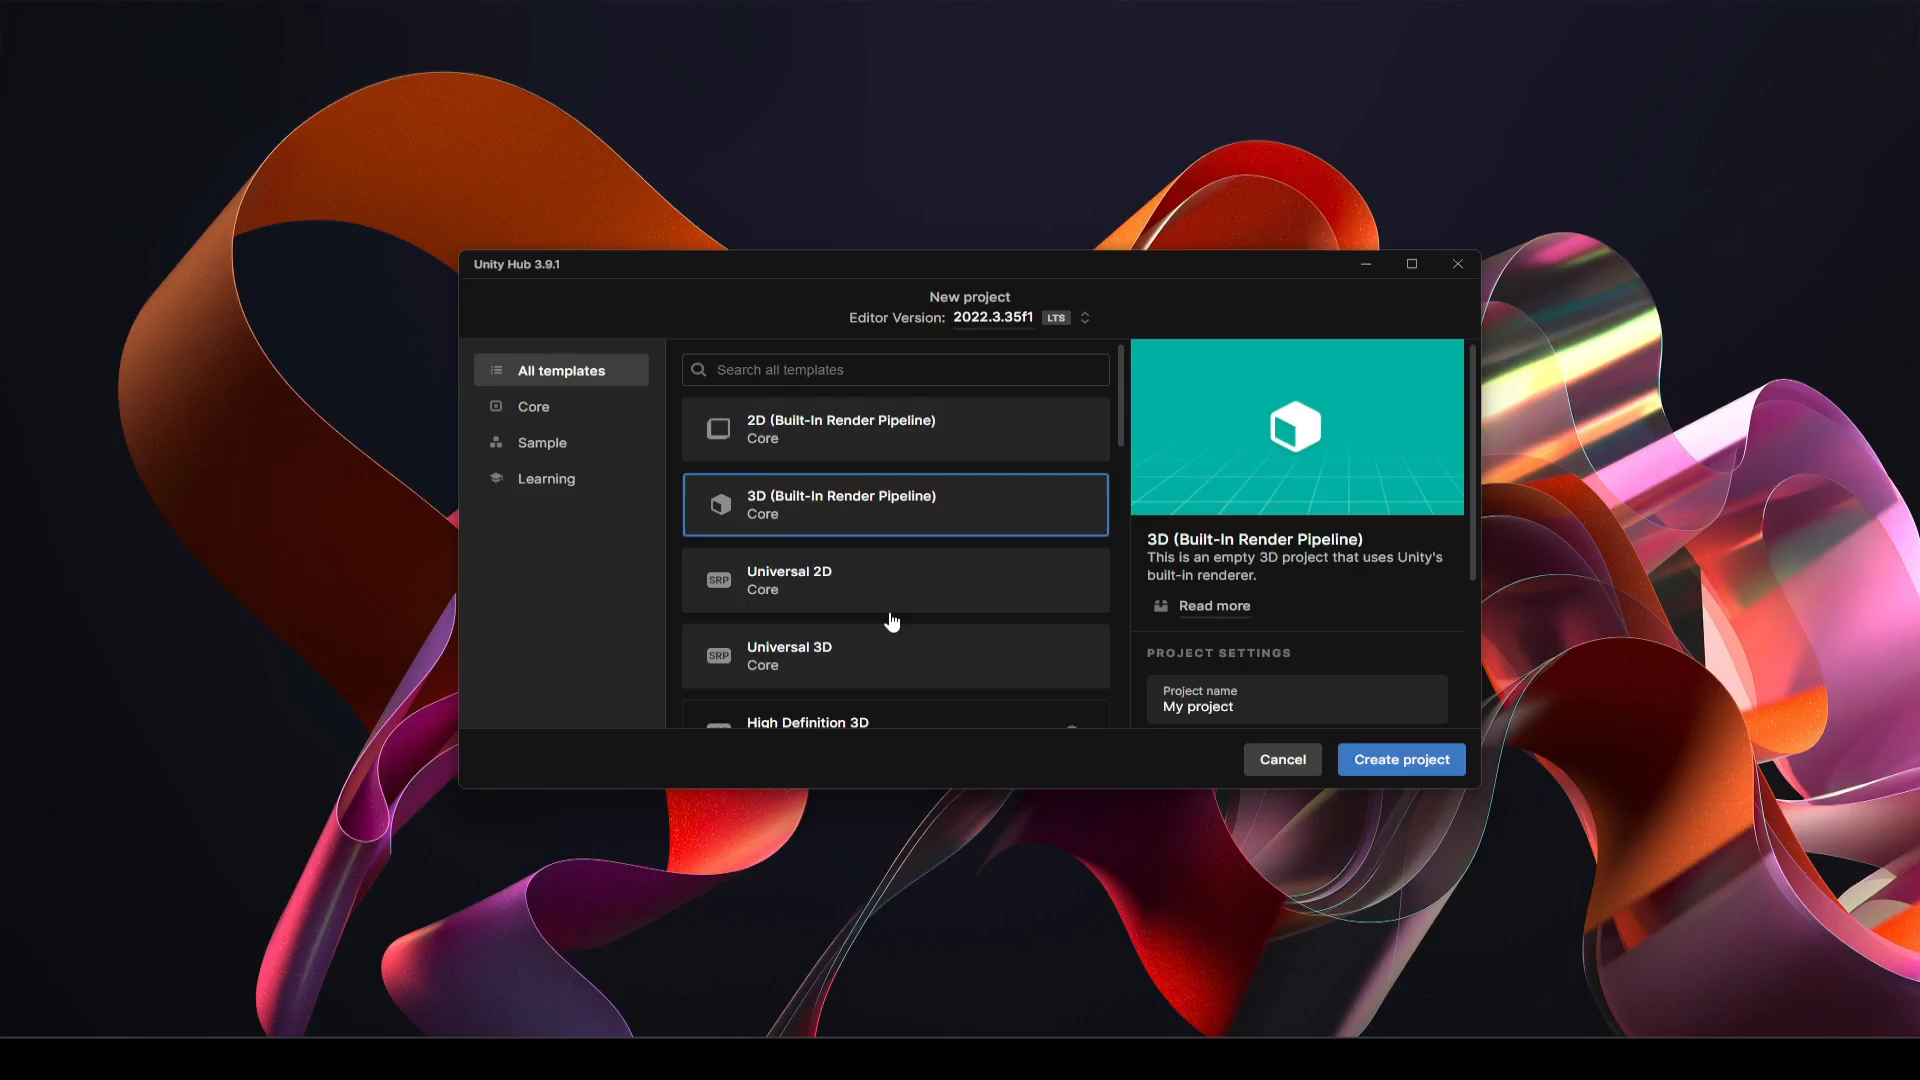 Unity Hub 3.9.1
New project
Editor Version: 2022.3.35f1 LTS
All templates
Core
Sample
Learning
Search all templates
2D (Built-In Render Pipeline)
Core
3D (Built-In Render Pipeline)
Core
SRP
Universal 2D
Core
SRP
Universal 3D
Core
High Definition 3D
3D (Built-In Render Pipeline)
This is an empty 3D project that uses Unity's
built-in renderer.
Read more
PROJECT SETTINGS
Project name
My project
Cancel
Create project